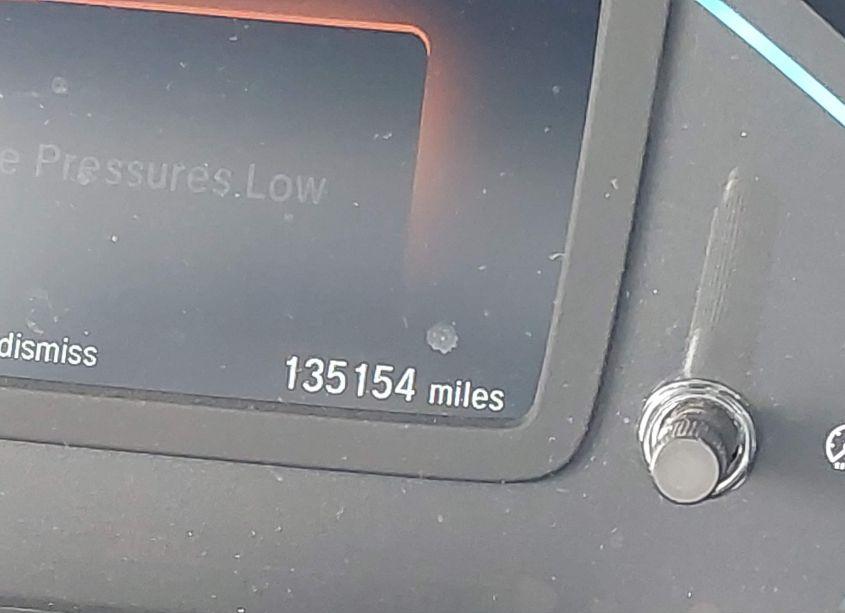 e Pressures Low
dismiss
135154 miles